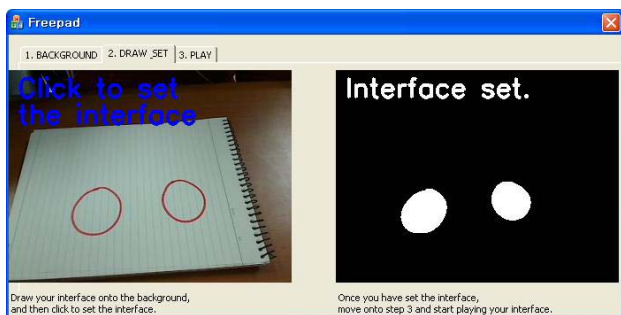 Freepad
1. BACKGROUND 2. DRAW_SET 3. PLAY
Click to set
the interface
Interface set.
Draw your interface onto the background,
and then click to set the interface.
Once you have set the interface,
move onto step 3 and start playing your interface.